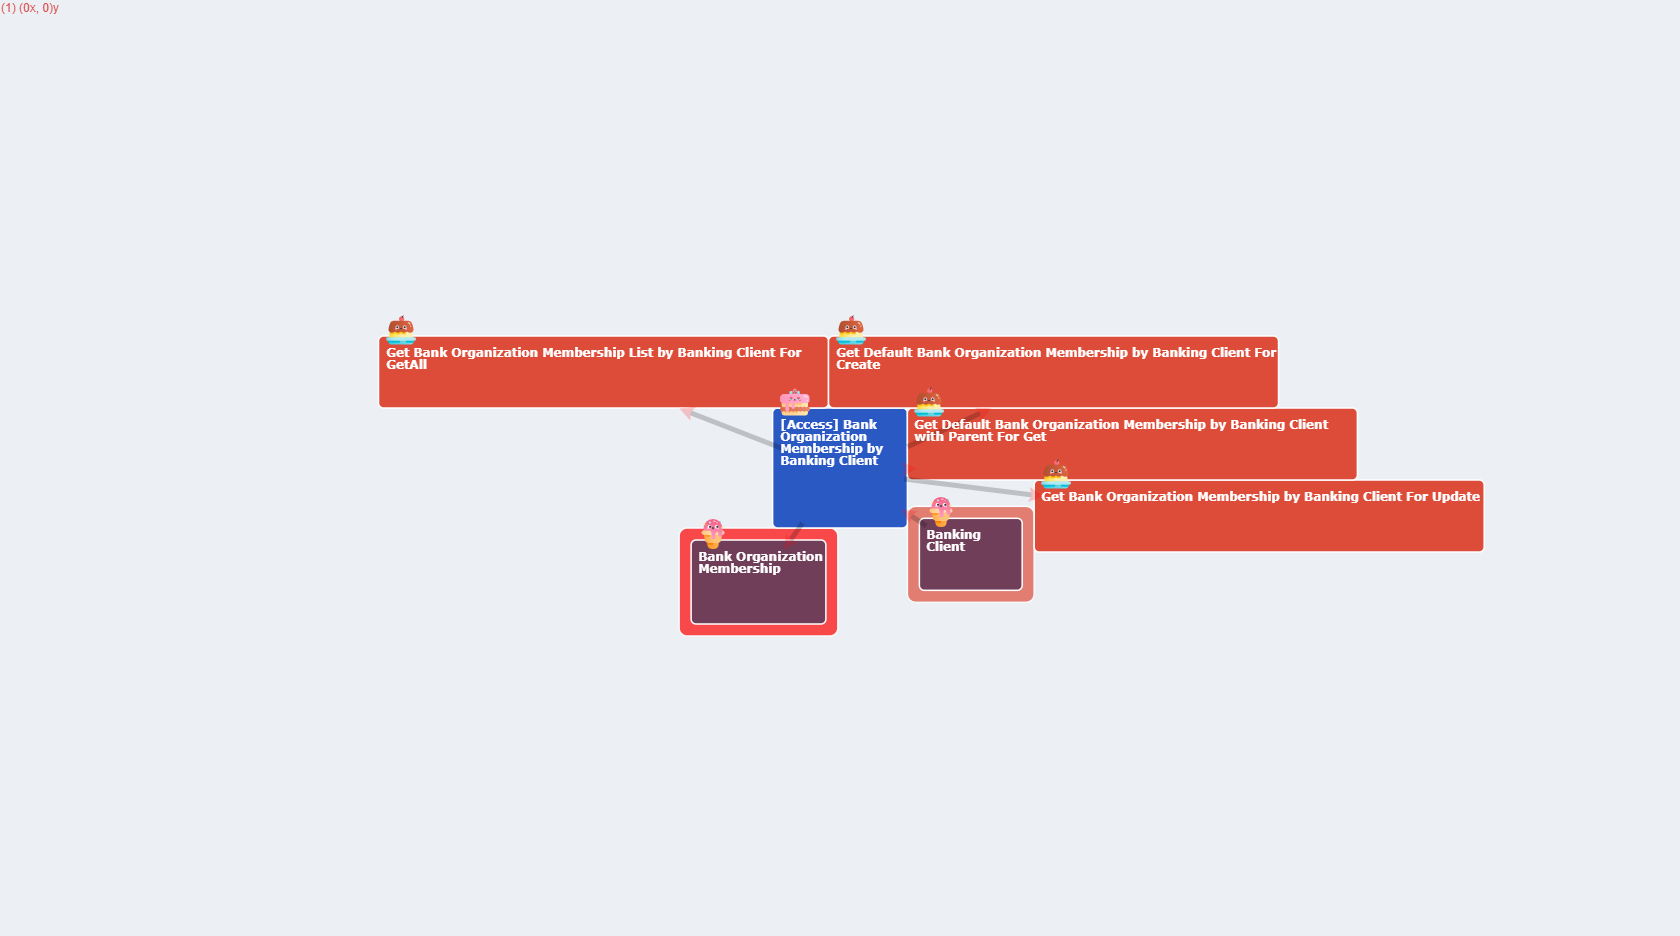 (1) (0x, 0)y
Get Bank Organization Membership List by Banking Client For
GetAll
Get Default Bank Organization Membership by Banking Client For
Create
[Access] Bank
Organization
Membership by
Banking Client
Get Default Bank Organization Membership by Banking Client
with Parent For Get
Get Bank Organization Membership by Banking Client For Update
Banking
Client
Bank Organization
Membership